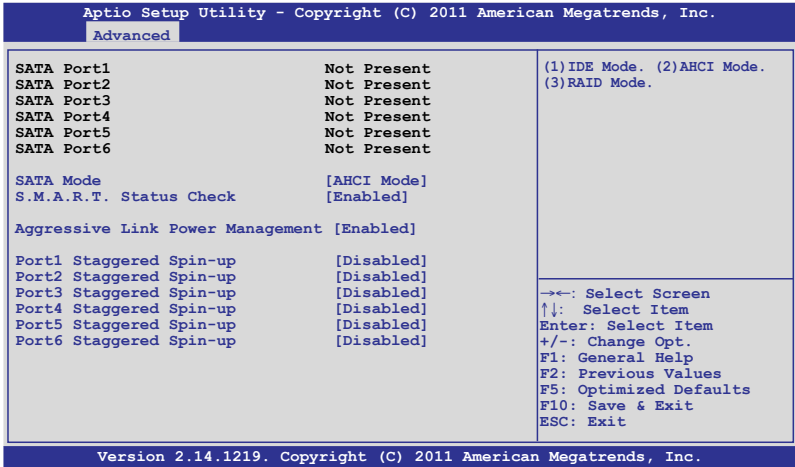 Aptio Setup Utility - Copyright (C) 2011 American Megatrends, Inc.
Advanced
SATA Port1 Not Present
SATA Port2 Not Present
SATA Port3 Not Present
SATA Port4 Not Present
SATA Port5 Not Present
SATA Port6 Not Present
SATA Mode [AHCI Mode]
S.M.A.R.T. Status Check [Enabled]
Aggressive Link Power Management [Enabled]
Port1 Staggered Spin-up [Disabled]
Port2 Staggered Spin-up [Disabled]
Port3 Staggered Spin-up [Disabled]
Port4 Staggered Spin-up [Disabled]
Port5 Staggered Spin-up [Disabled]
Port6 Staggered Spin-up [Disabled]
(1)IDE Mode. (2)AHCI Mode.
(3)RAID Mode.
→←: Select Screen
↑↓: Select Item
Enter: Select Item
+/-: Change Opt.
F1: General Help
F2: Previous Values
F5: Optimized Defaults
F10: Save & Exit
ESC: Exit
Version 2.14.1219. Copyright (C) 2011 American Megatrends, Inc.